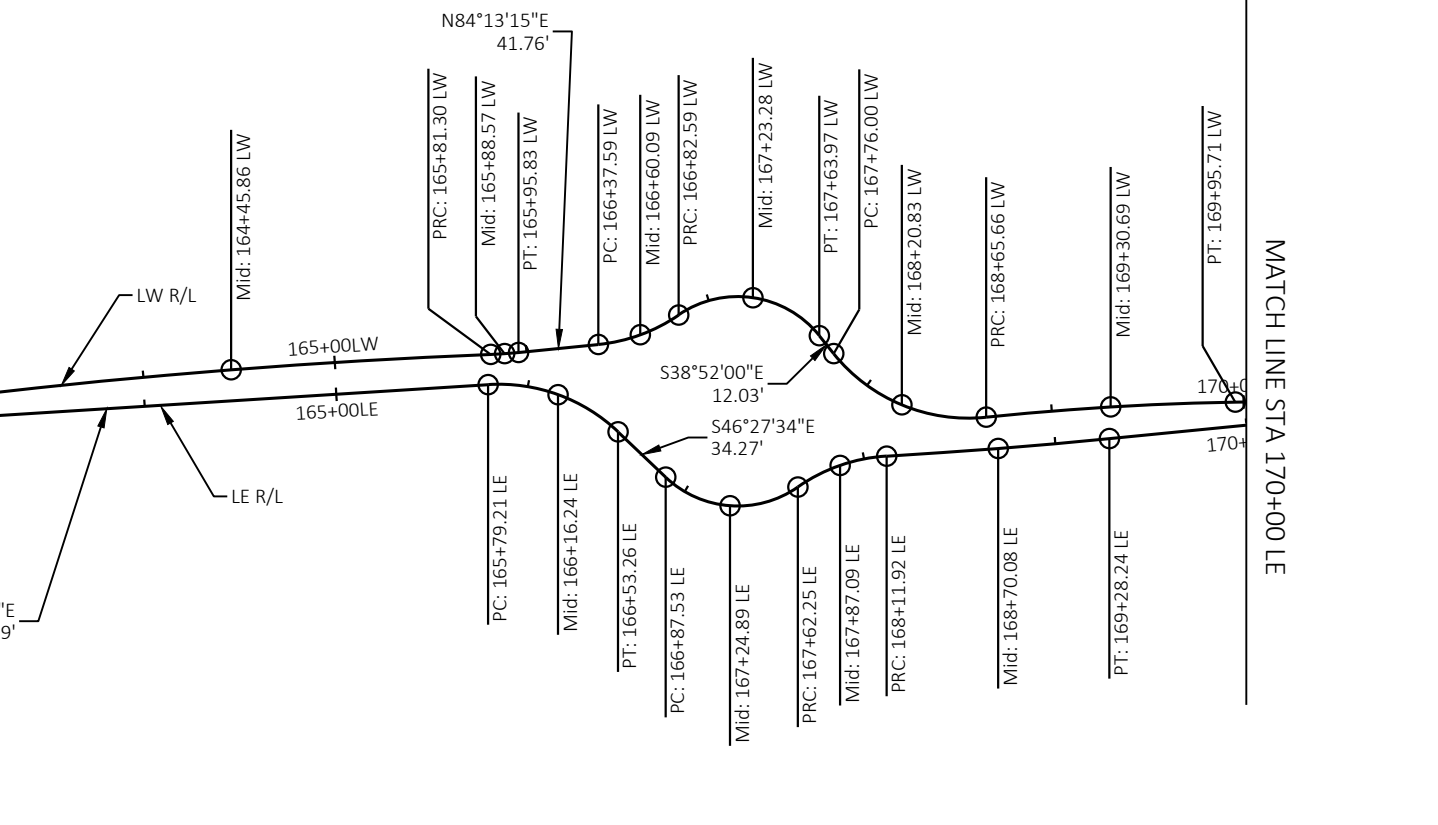 N84°13'15"E
41.76'
PRC: 165+81.30 LW
Mid: 165+88.57 LW
PT: 165+95.83 LW
PC: 166+37.59 LW
Mid: 166+60.09 LW
PRC: 166+82.59 LW
Mid: 167+23.28 LW
PT: 167+63.97 LW
PC: 167+76.00 LW
Mid: 168+20.83 LW
PRC: 168+65.66 LW
Mid: 169+30.69 LW
PT: 169+95.71 LW
Mid: 164+45.86 LW
LW R/L
165+00LW
165+00LE
S38°52'00"E
12.03'
S46°27'34"E
34.27'
170+0
170+
MATCH LINE STA 170+00 LE
LE R/L
"E
9'
PC: 165+79.21 LE
Mid: 166+16.24 LE
PT: 166+53.26 LE
PC: 166+87.53 LE
Mid: 167+24.89 LE
PRC: 167+62.25 LE
Mid: 167+87.09 LE
PRC: 168+11.92 LE
Mid: 168+70.08 LE
PT: 169+28.24 LE